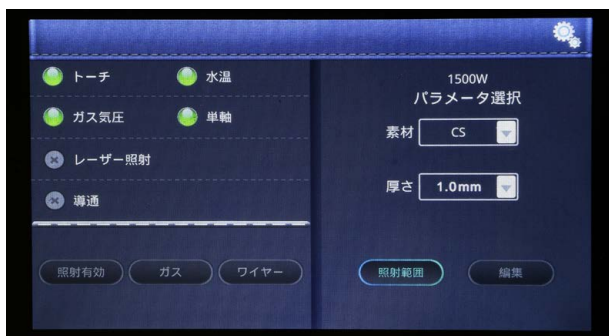 トーチ
水温
ガス気圧
単軸
レーザー照射
導通
照射有効
ガス
ワイヤー
1500W
パラメータ選択
素材 CS
厚さ 1.0mm
照射範囲
編集